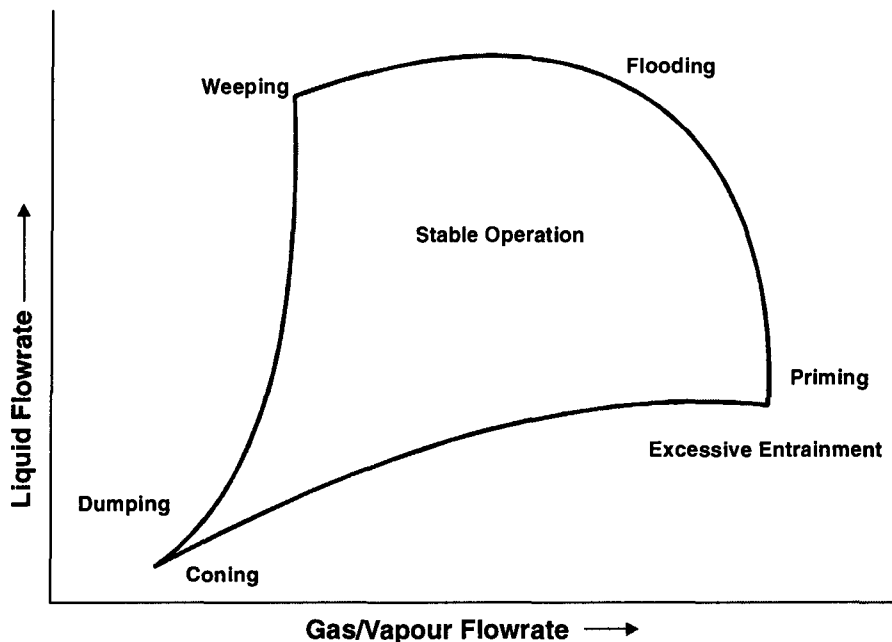 Flooding
Weeping
Stable Operation
Liquid Flowrate
Priming
Excessive Entrainment
Dumping
Coning
Gas/Vapour Flowrate